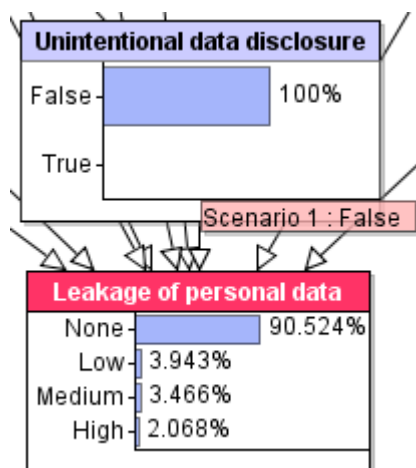 Unintentional data disclosure
False 100%
True
Scenario 1 : False
Leakage of personal data
None 90.524%
Low 3.943%
Medium 3.466%
High 2.068%